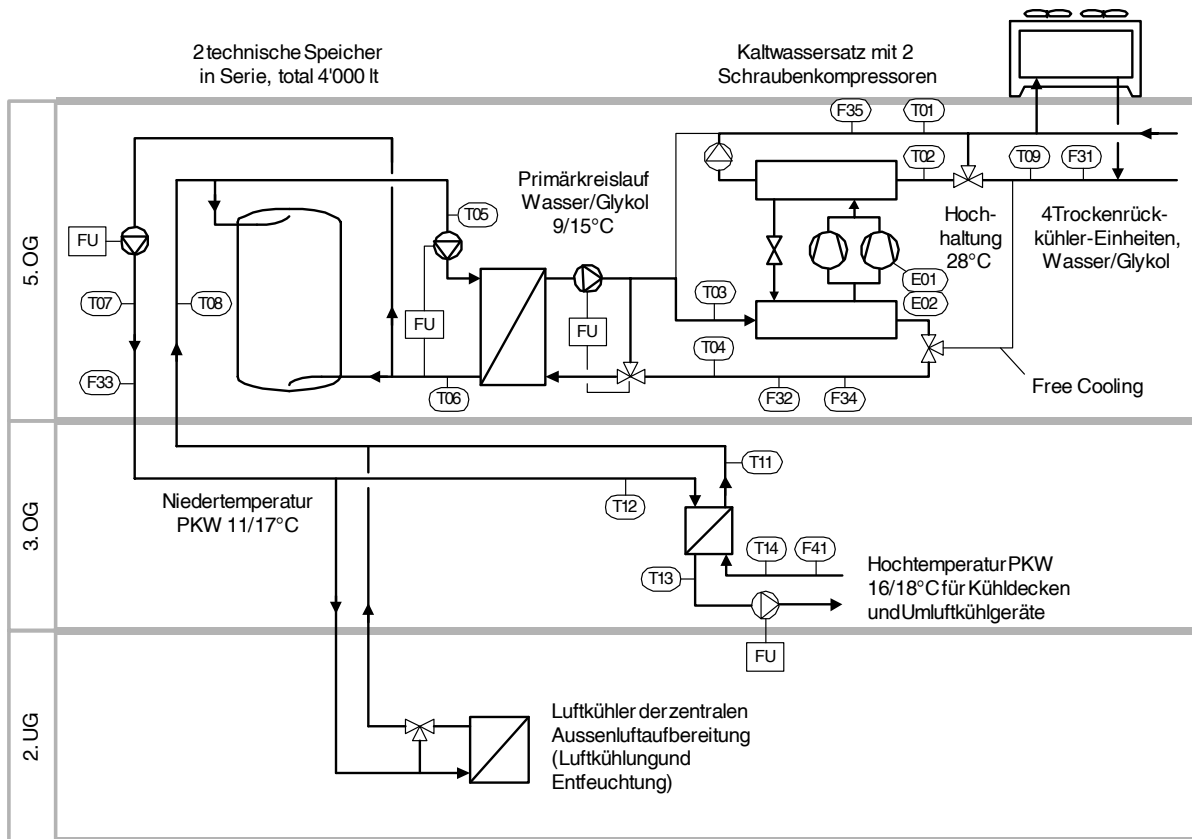 2 technische Speicher
in Serie, total 4'000 lt
Kaltwassersatz mit 2
Schraubenkompressoren
5. OG
F35
T01
T02
T09
F31
Primärkreislauf
Wasser/Glykol
9/15°C
T05
FU
T07
T08
F33
FU
T06
FU
T03
T04
F32
F34
E01
E02
Hoch-
haltung
28°C
4 Trockenrück-
kühler-Einheiten,
Wasser/Glykol
Free Cooling
3. OG
Niedertemperatur
PKW 11/17°C
T12
T11
T13
T14
F41
FU
Hochtemperatur PKW
16/18°C für Kühldecken
und Umluftkühlgeräte
2. UG
Luftkühler der zentralen
Aussenluftaufbereitung
(Luftkühlung und
Entfeuchtung)